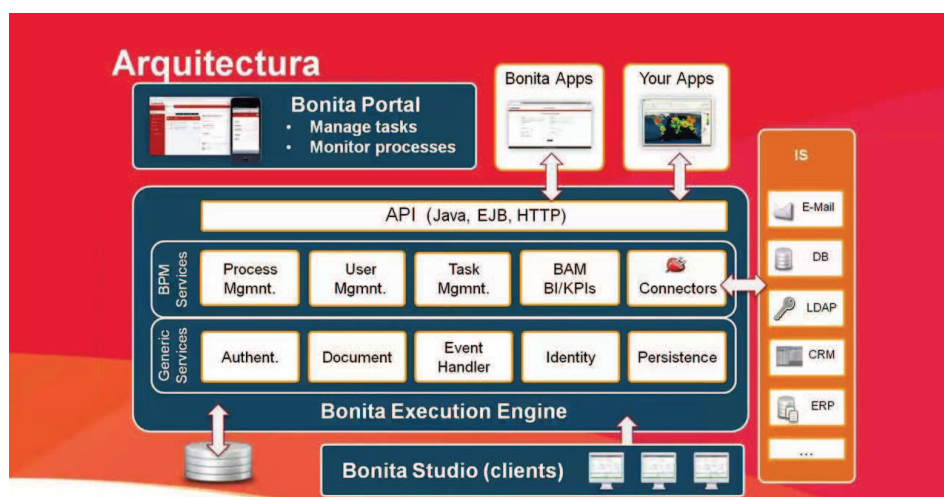 Arquitectura
Bonita Portal
• Manage tasks
• Monitor processes
Bonita Apps
Your Apps
IS
E-Mail
DB
LDAP
CRM
ERP
...
API (Java, EJB, HTTP)
BPM
Services
Process
Mgmnt.
User
Mgmnt.
Task
Mgmnt.
BAM
BI/KPIs
Connectors
Generic
Services
Authent.
Document
Event
Handler
Identity
Persistence
Bonita Execution Engine
Bonita Studio (clients)